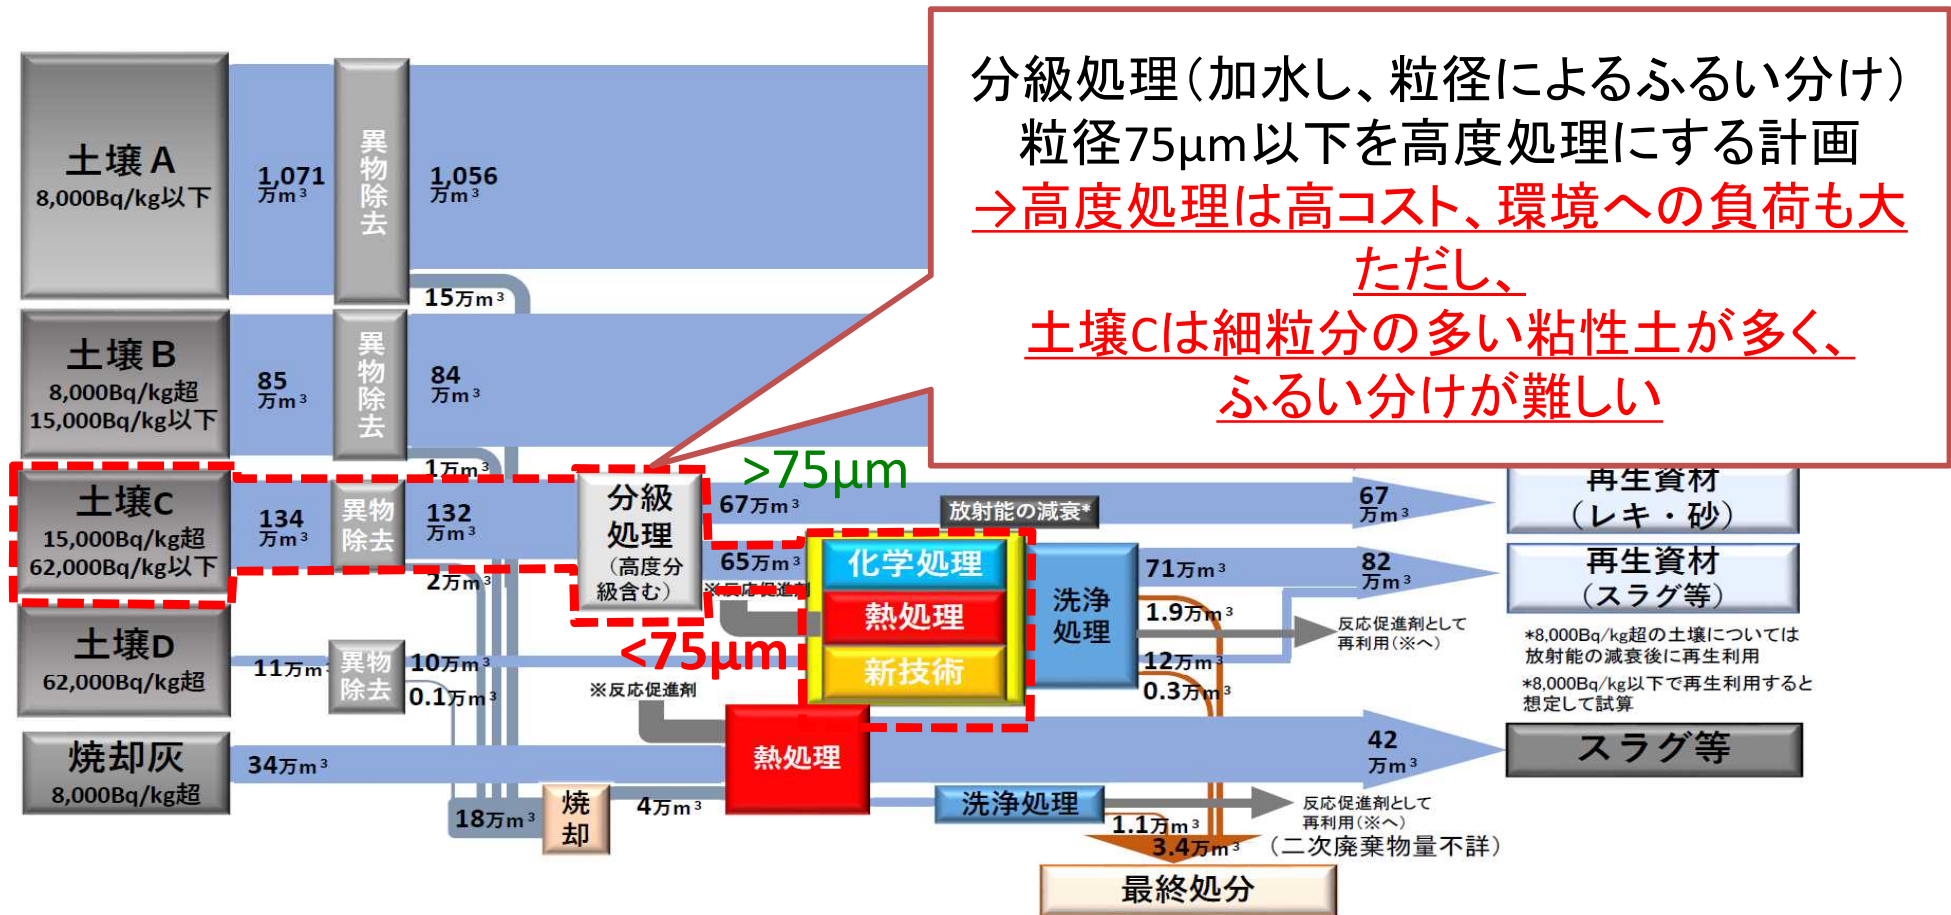 分級処理（加水し、粒径によるふるい分け）
粒径75μm以下を高度処理にする計画
→高度処理は高コスト、環境への負荷も大
ただし、
土壌Cは細粒分の多い粘性土が多く、
ふるい分けが難しい
土壌A
8,000Bq/kg以下
1,071
万m³
異物除去
1,056
万m³
15万m³
土壌B
8,000Bq/kg超
15,000Bq/kg以下
85
万m³
異物除去
84
万m³
1万m³
土壌C
15,000Bq/kg超
62,000Bq/kg以下
134
万m³
異物
除去
132
万m³
2万m³
分級
処理
（高度分
級含む）
>75μm
67万m³
放射能の減衰*
67
万m³
再生資材
（レキ・砂）
65万m³
※反応促進剤
化学処理
熱処理
新技術
洗浄
処理
71万m³
82
万m³
再生資材
（スラグ等）
1.9万m³
反応促進剤として
再利用（※へ）
12万m³
0.3万m³
*8,000Bq/kg超の土壌については
放射能の減衰後に再生利用
*8,000Bq/kg以下で再生利用すると
想定して試算
土壌D
62,000Bq/kg超
11万m³
異物
除去
10万m³
0.1万m³
<75μm
※反応促進剤
焼却灰
8,000Bq/kg超
34万m³
熱処理
42
万m³
スラグ等
18万m³
焼
却
4万m³
洗浄処理
反応促進剤として
再利用（※へ）
1.1万m³
3.4万m³
（二次廃棄物量不詳）
最終処分